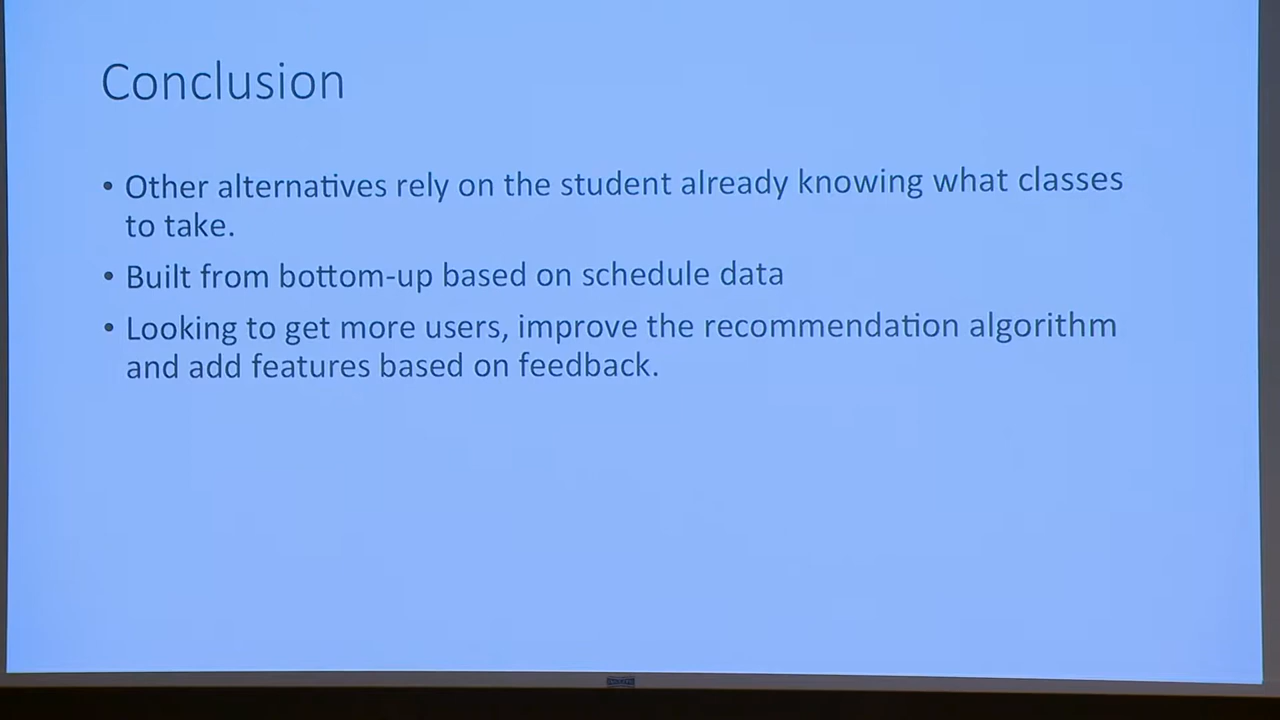 Conclusion
• Other alternatives rely on the student already knowing what classes
to take.
• Built from bottom-up based on schedule data
• Looking to get more users, improve the recommendation algorithm
and add features based on feedback.